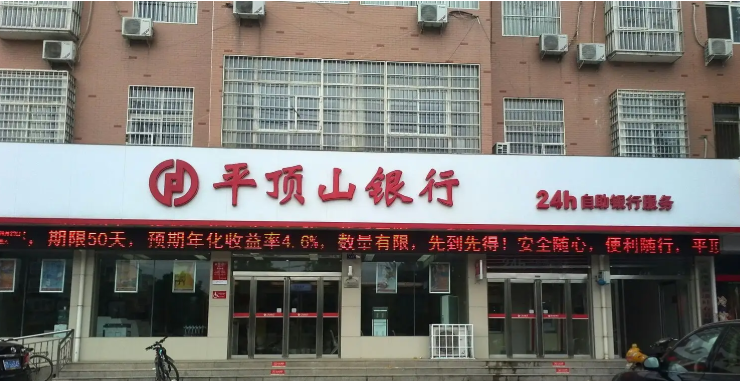 平顶山银行
24h自助银行服务
，期限50天，预期年化收益率4.6%，数量有限，先到先得！安全随心，便利随行，平